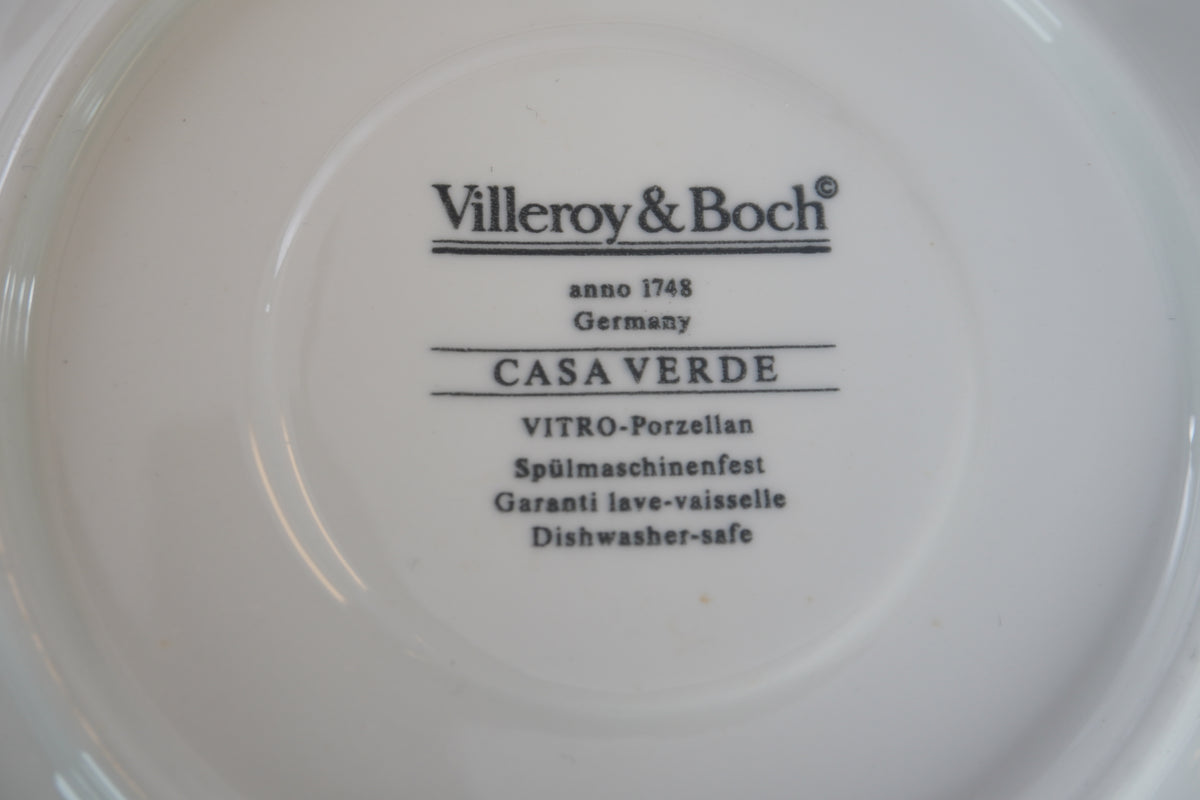 Villeroy & Boch©
anno 1748
Germany
CASA VERDE
VITRO-Porzellan
Spülmaschinenfest
Garanti lave-vaisselle
Dishwasher-safe